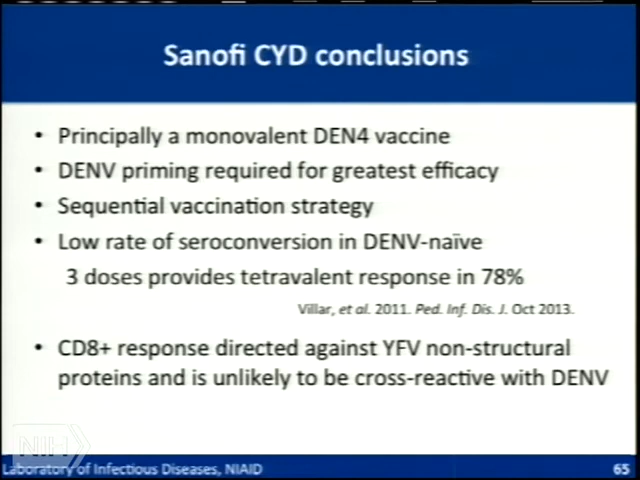 Sanofi CYD conclusions
• Principally a monovalent DEN4 vaccine
• DENV priming required for greatest efficacy
• Sequential vaccination strategy
• Low rate of seroconversion in DENV-naïve
3 doses provides tetravalent response in 78%
Villar, et al. 2011. Ped. Inf. Dis. J. Oct 2013.
• CD8+ response directed against YFV non-structural
proteins and is unlikely to be cross-reactive with DENV
NIH
Laboratory of Infectious Diseases, NIAID
65